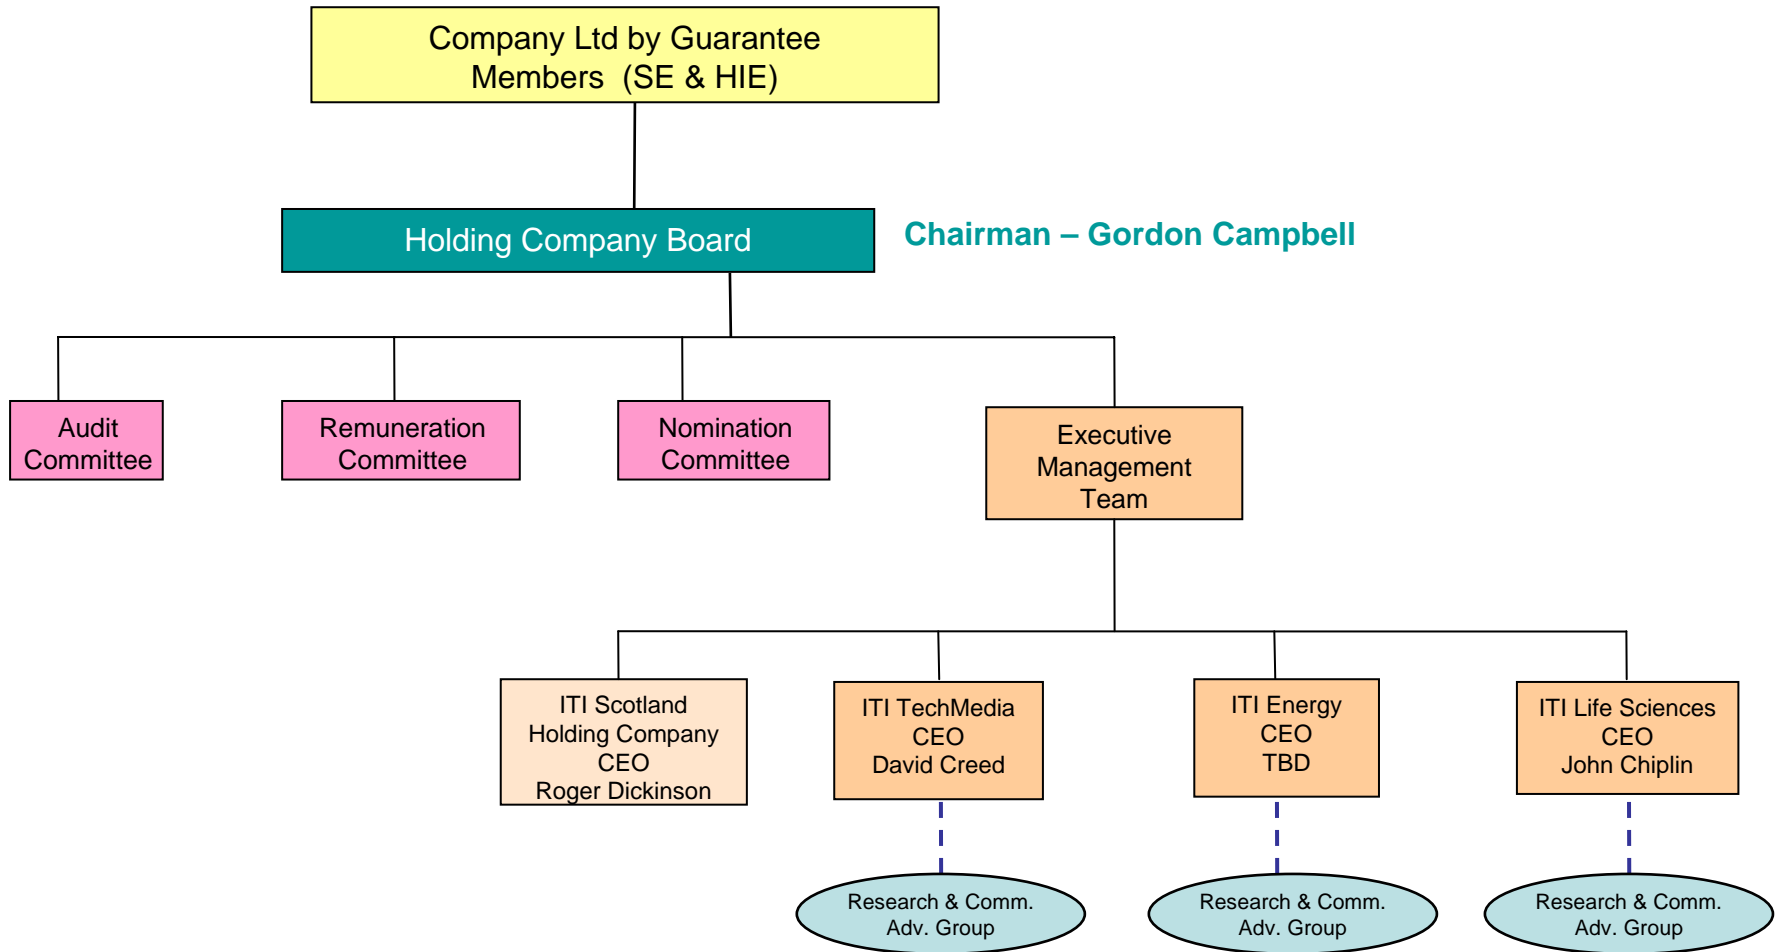 Company Ltd by Guarantee
Members (SE & HIE)
Holding Company Board
Chairman – Gordon Campbell
Audit
Committee
Remuneration
Committee
Nomination
Committee
Executive
Management
Team
ITI Scotland
Holding Company
CEO
Roger Dickinson
ITI TechMedia
CEO
David Creed
ITI Energy
CEO
TBD
ITI Life Sciences
CEO
John Chiplin
Research & Comm.
Adv. Group
Research & Comm.
Adv. Group
Research & Comm.
Adv. Group